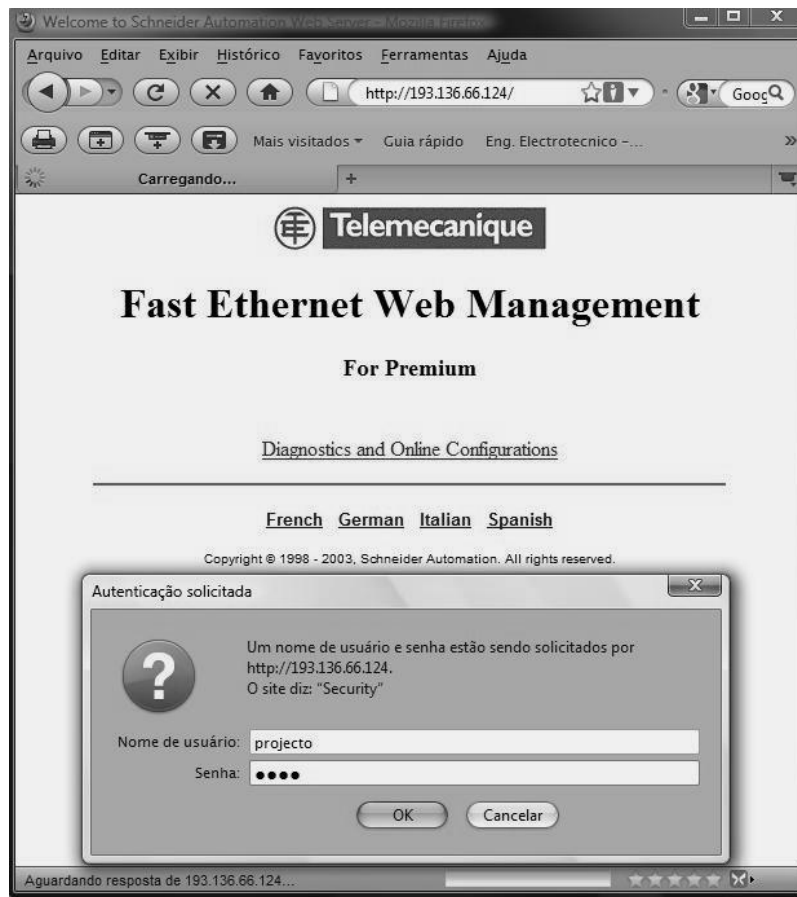 Welcome to Schneider Automation Web Server - Mozilla Firefox
Arquivo Editar Exibir Histórico Favoritos Ferramentas Ajuda
http://193.136.66.124/ Goog
Mais visitados Guia rápido Eng. Electrotecnico -...
Carregando...
Telemecanique
Fast Ethernet Web Management
For Premium
Diagnostics and Online Configurations
French German Italian Spanish
Copyright © 1998 - 2003, Schneider Automation. All rights reserved.
Autenticação solicitada
Um nome de usuário e senha estão sendo solicitados por
http://193.136.66.124.
O site diz: "Security"
Nome de usuário: projecto
Senha: ●●●●
OK Cancelar
Aguardando resposta de 193.136.66.124...